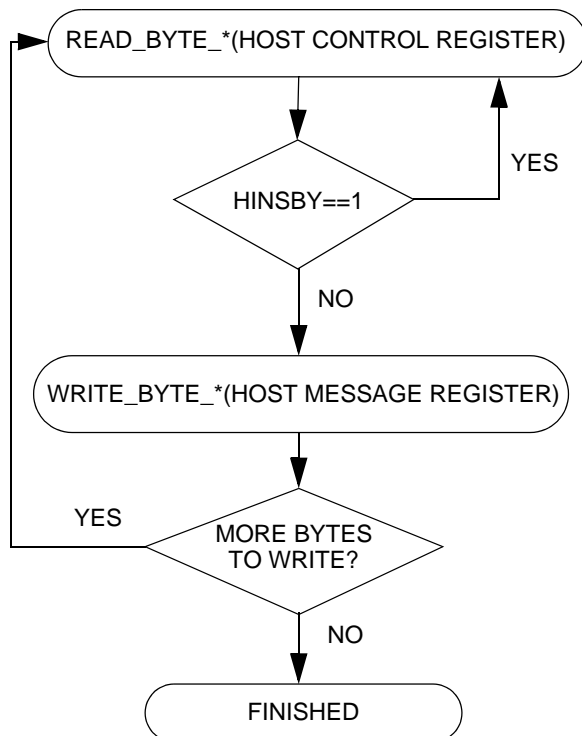 READ_BYTE_*(HOST CONTROL REGISTER)
YES
HINSBY==1
NO
WRITE_BYTE_*(HOST MESSAGE REGISTER)
YES
MORE BYTES
TO WRITE?
NO
FINISHED